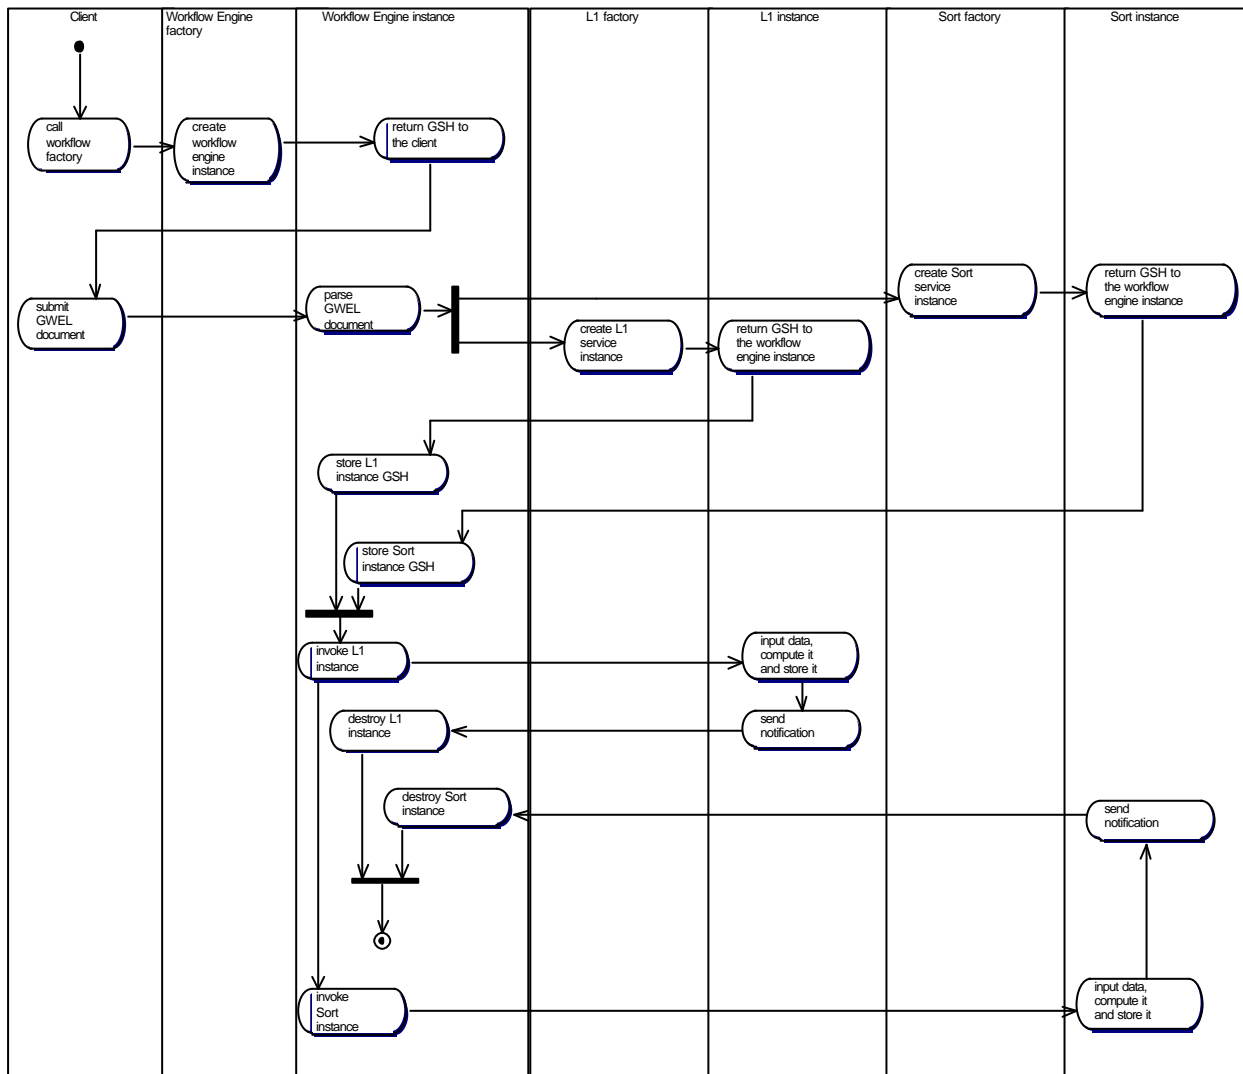 Client
Workflow Engine
factory
Workflow Engine instance
L1 factory
L1 instance
Sort factory
Sort instance
call
workflow
factory
create
workflow
engine
instance
return GSH to
the client
submit
GWEL
document
parse
GWEL
document
create L1
service
instance
return GSH to
the workflow
engine instance
create Sort
service
instance
return GSH to
the workflow
engine instance
store L1
instance GSH
store Sort
instance GSH
invoke L1
instance
input data,
compute it
and store it
destroy L1
instance
send
notification
destroy Sort
instance
send
notification
invoke
Sort
instance
input data,
compute it
and store it